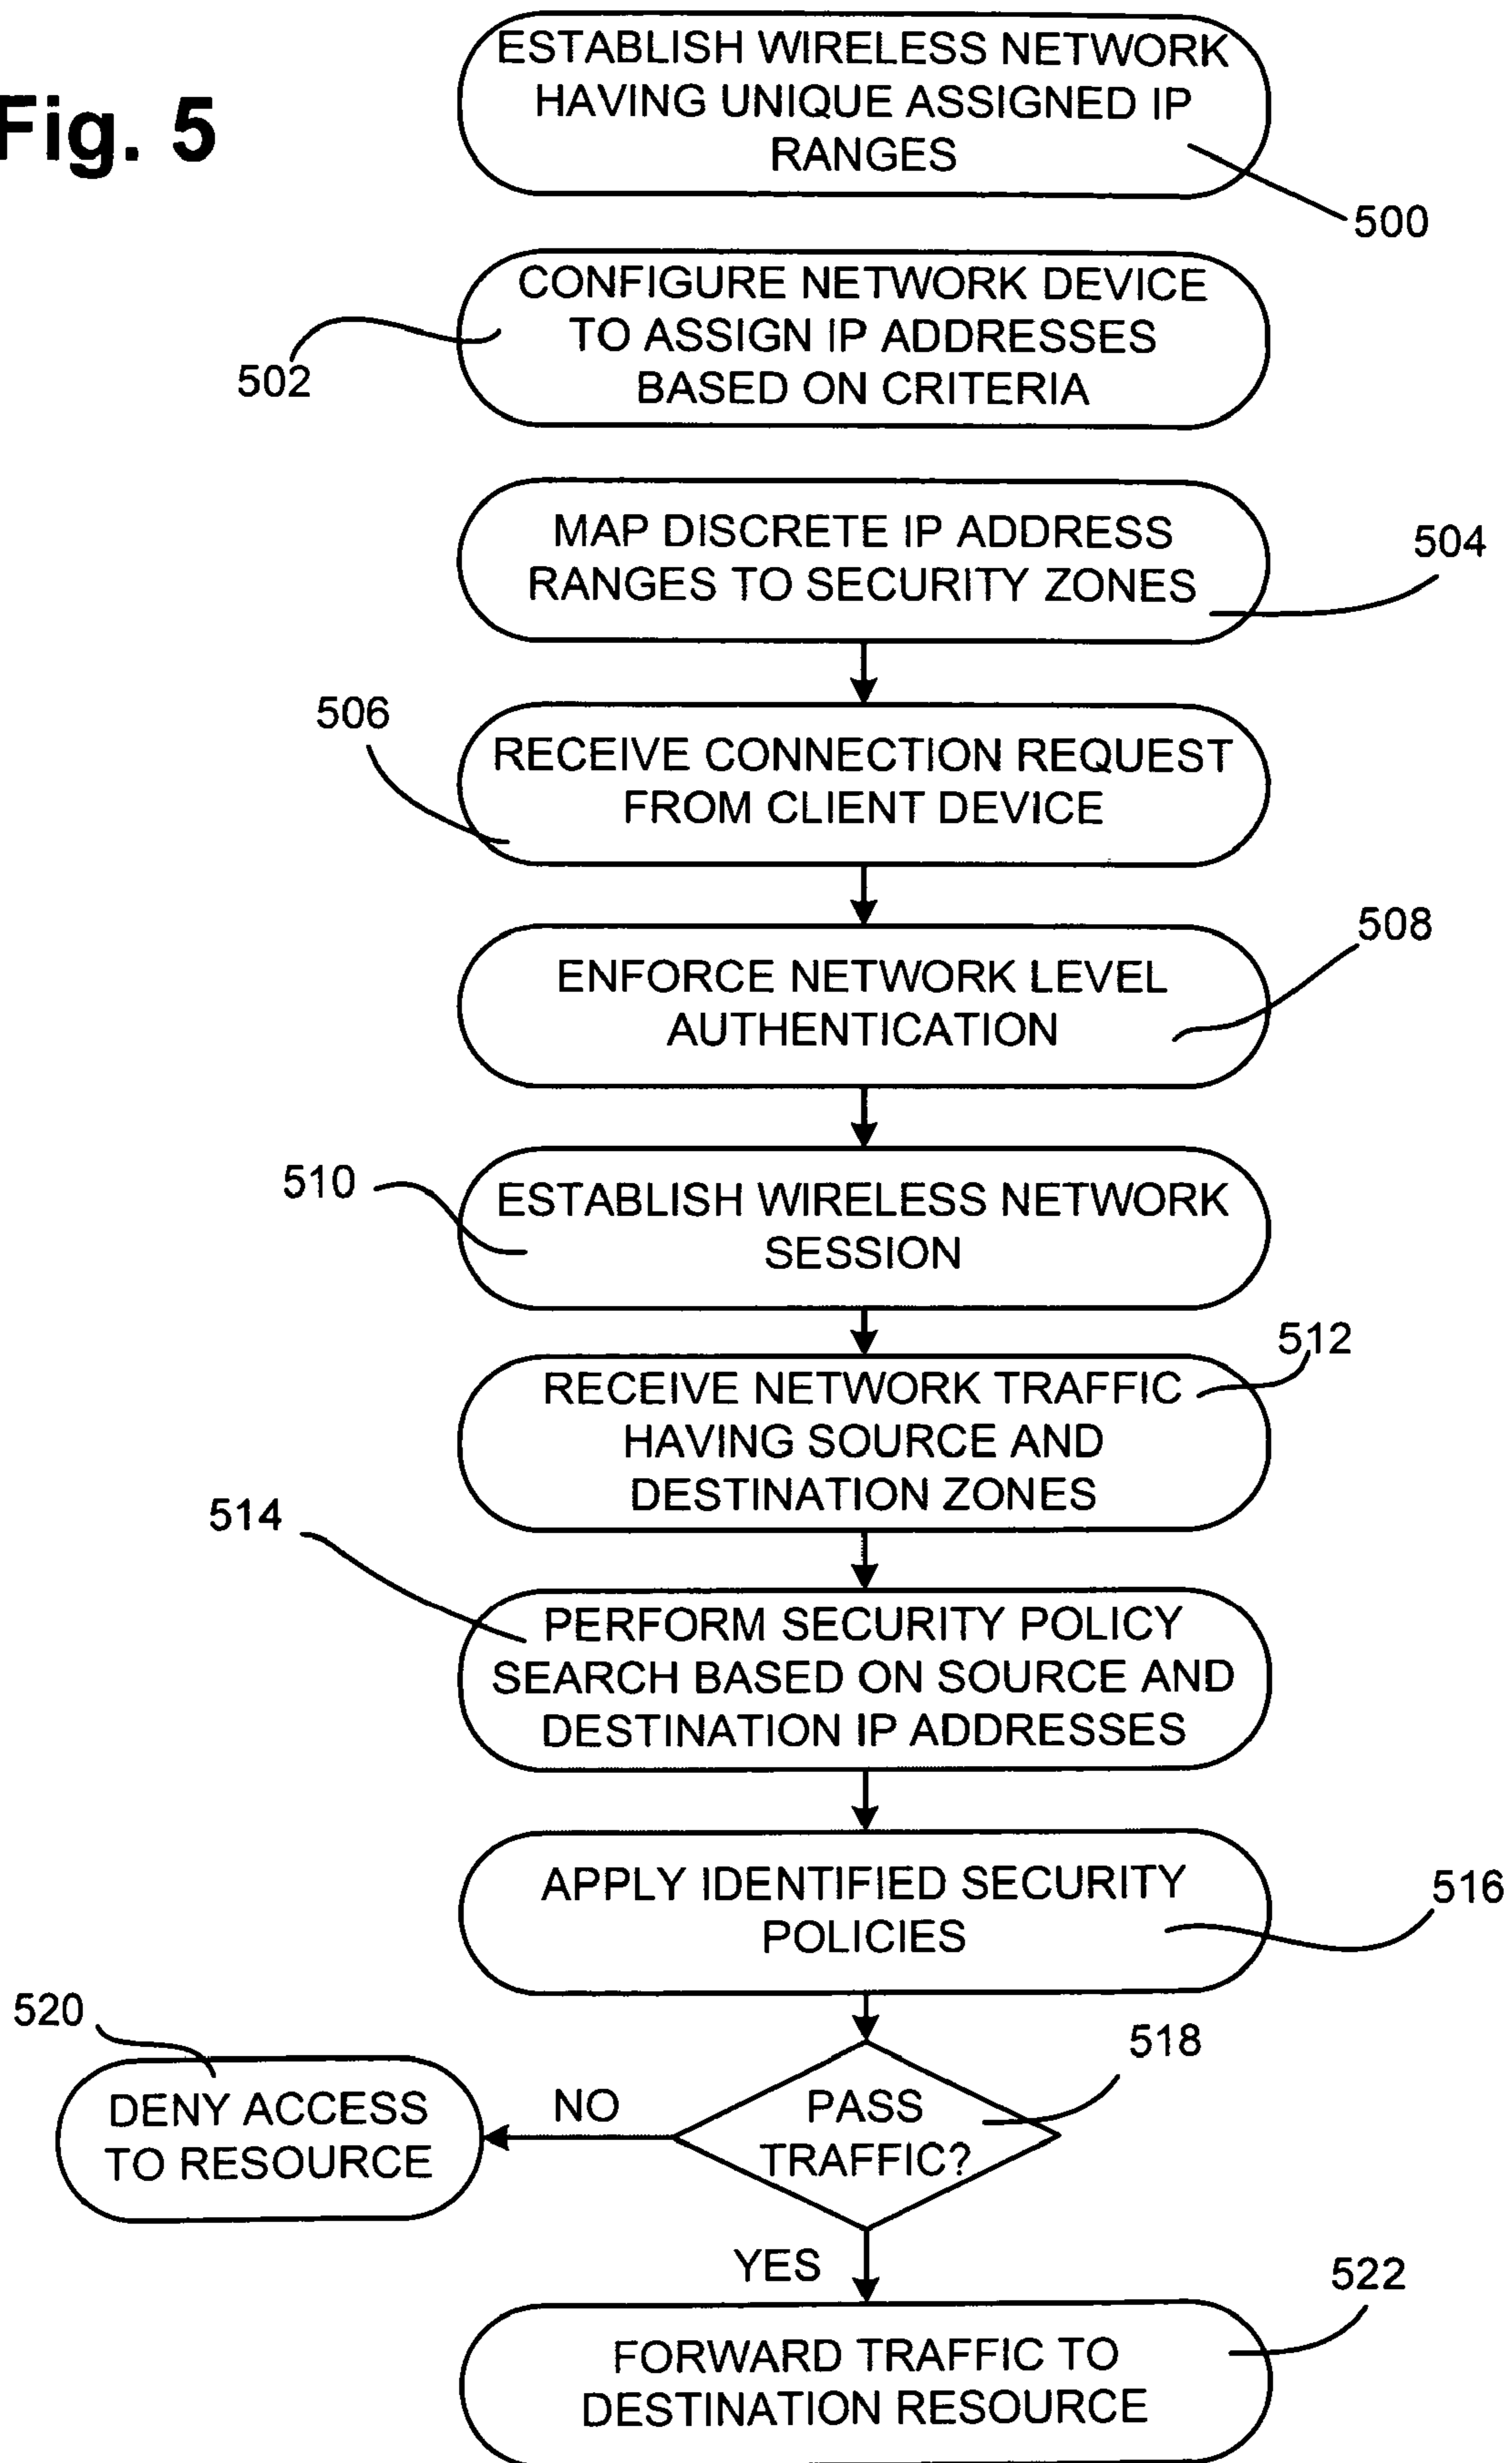 Fig. 5
ESTABLISH WIRELESS NETWORK
HAVING UNIQUE ASSIGNED IP
RANGES
500
CONFIGURE NETWORK DEVICE
TO ASSIGN IP ADDRESSES
BASED ON CRITERIA
502
MAP DISCRETE IP ADDRESS
RANGES TO SECURITY ZONES
504
506
RECEIVE CONNECTION REQUEST
FROM CLIENT DEVICE
508
ENFORCE NETWORK LEVEL
AUTHENTICATION
510
ESTABLISH WIRELESS NETWORK
SESSION
512
RECEIVE NETWORK TRAFFIC
HAVING SOURCE AND
DESTINATION ZONES
514
PERFORM SECURITY POLICY
SEARCH BASED ON SOURCE AND
DESTINATION IP ADDRESSES
APPLY IDENTIFIED SECURITY
POLICIES
516
520
518
DENY ACCESS
TO RESOURCE
NO
PASS
TRAFFIC?
YES
522
FORWARD TRAFFIC TO
DESTINATION RESOURCE